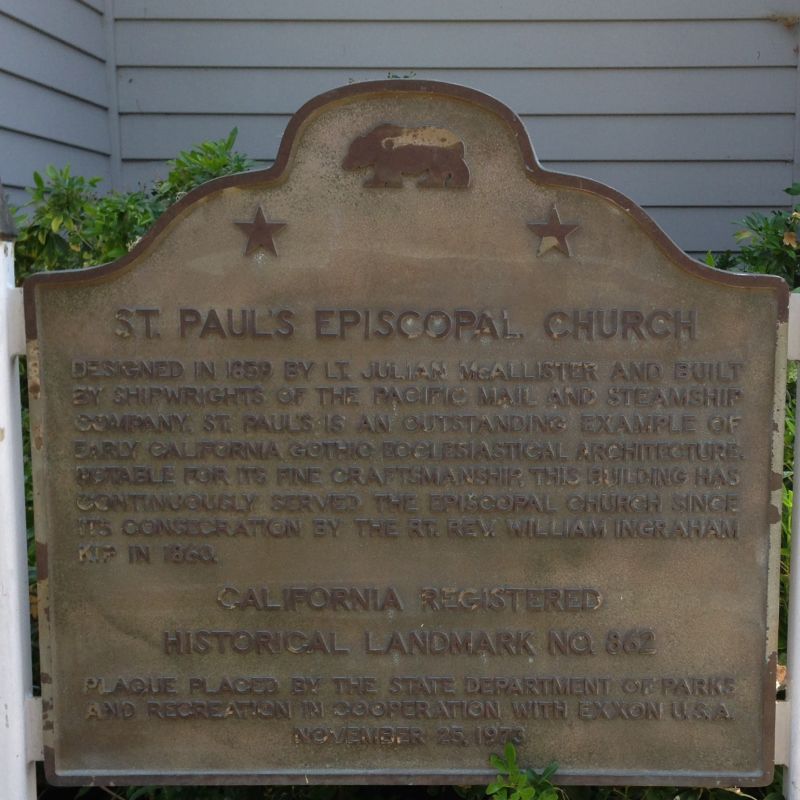 ST. PAUL'S EPISCOPAL CHURCH
DESIGNED IN 1859 BY LT. JULIAN McALLISTER AND BUILT
BY SHIPWRIGHTS OF THE PACIFIC MAIL AND STEAMSHIP
COMPANY, ST. PAUL'S IS AN OUTSTANDING EXAMPLE OF
EARLY CALIFORNIA GOTHIC ECCLESIASTICAL ARCHITECTURE.
NOTABLE FOR ITS FINE CRAFTSMANSHIP, THIS BUILDING HAS
CONTINUOUSLY SERVED THE EPISCOPAL CHURCH SINCE
ITS CONSECRATION BY THE RT. REV. WILLIAM INGRAHAM
KIP IN 1860.
CALIFORNIA REGISTERED
HISTORICAL LANDMARK NO. 862
PLAQUE PLACED BY THE STATE DEPARTMENT OF PARKS
AND RECREATION IN COOPERATION WITH EXXON U.S.A.
NOVEMBER 25, 1973